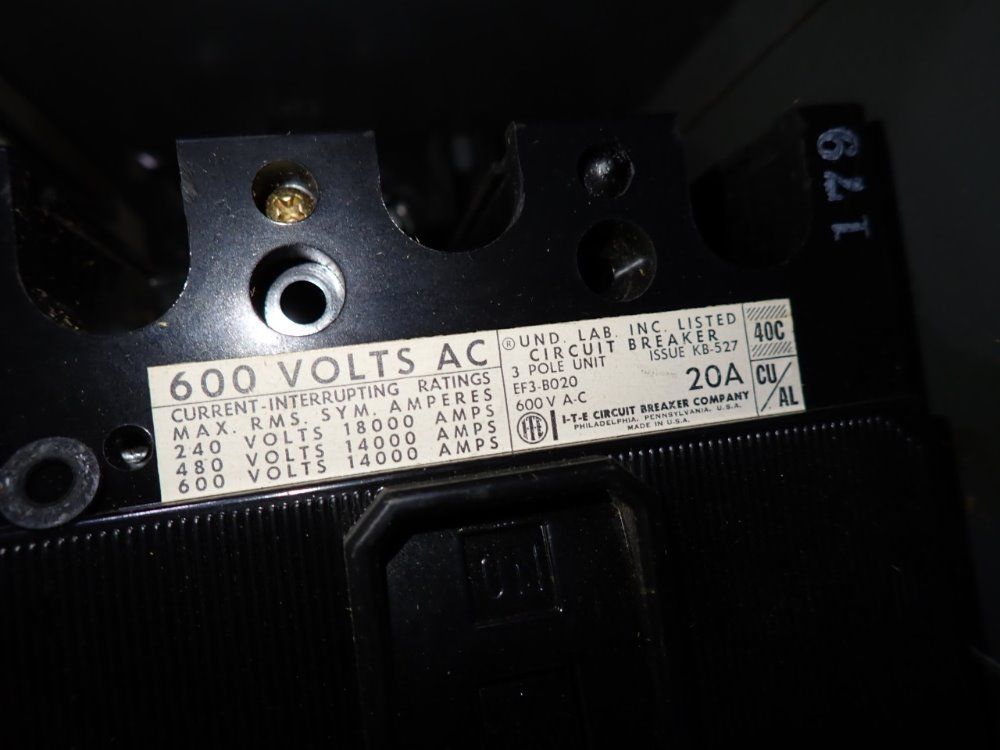 179
600 VOLTS AC
CURRENT-INTERRUPTING RATINGS
MAX. RMS. SYM. AMPERES
240 VOLTS 18000 AMPS
480 VOLTS 14000 AMPS
600 VOLTS 14000 AMPS
® UND. LAB. INC. LISTED
CIRCUIT BREAKER
3 POLE UNIT ISSUE KB-527
EF3-B020
600 V A-C 20A
ITE I-T-E CIRCUIT BREAKER COMPANY
PHILADELPHIA, PENNSYLVANIA, U.S.A.
MADE IN U.S.A.
40C
CU/AL